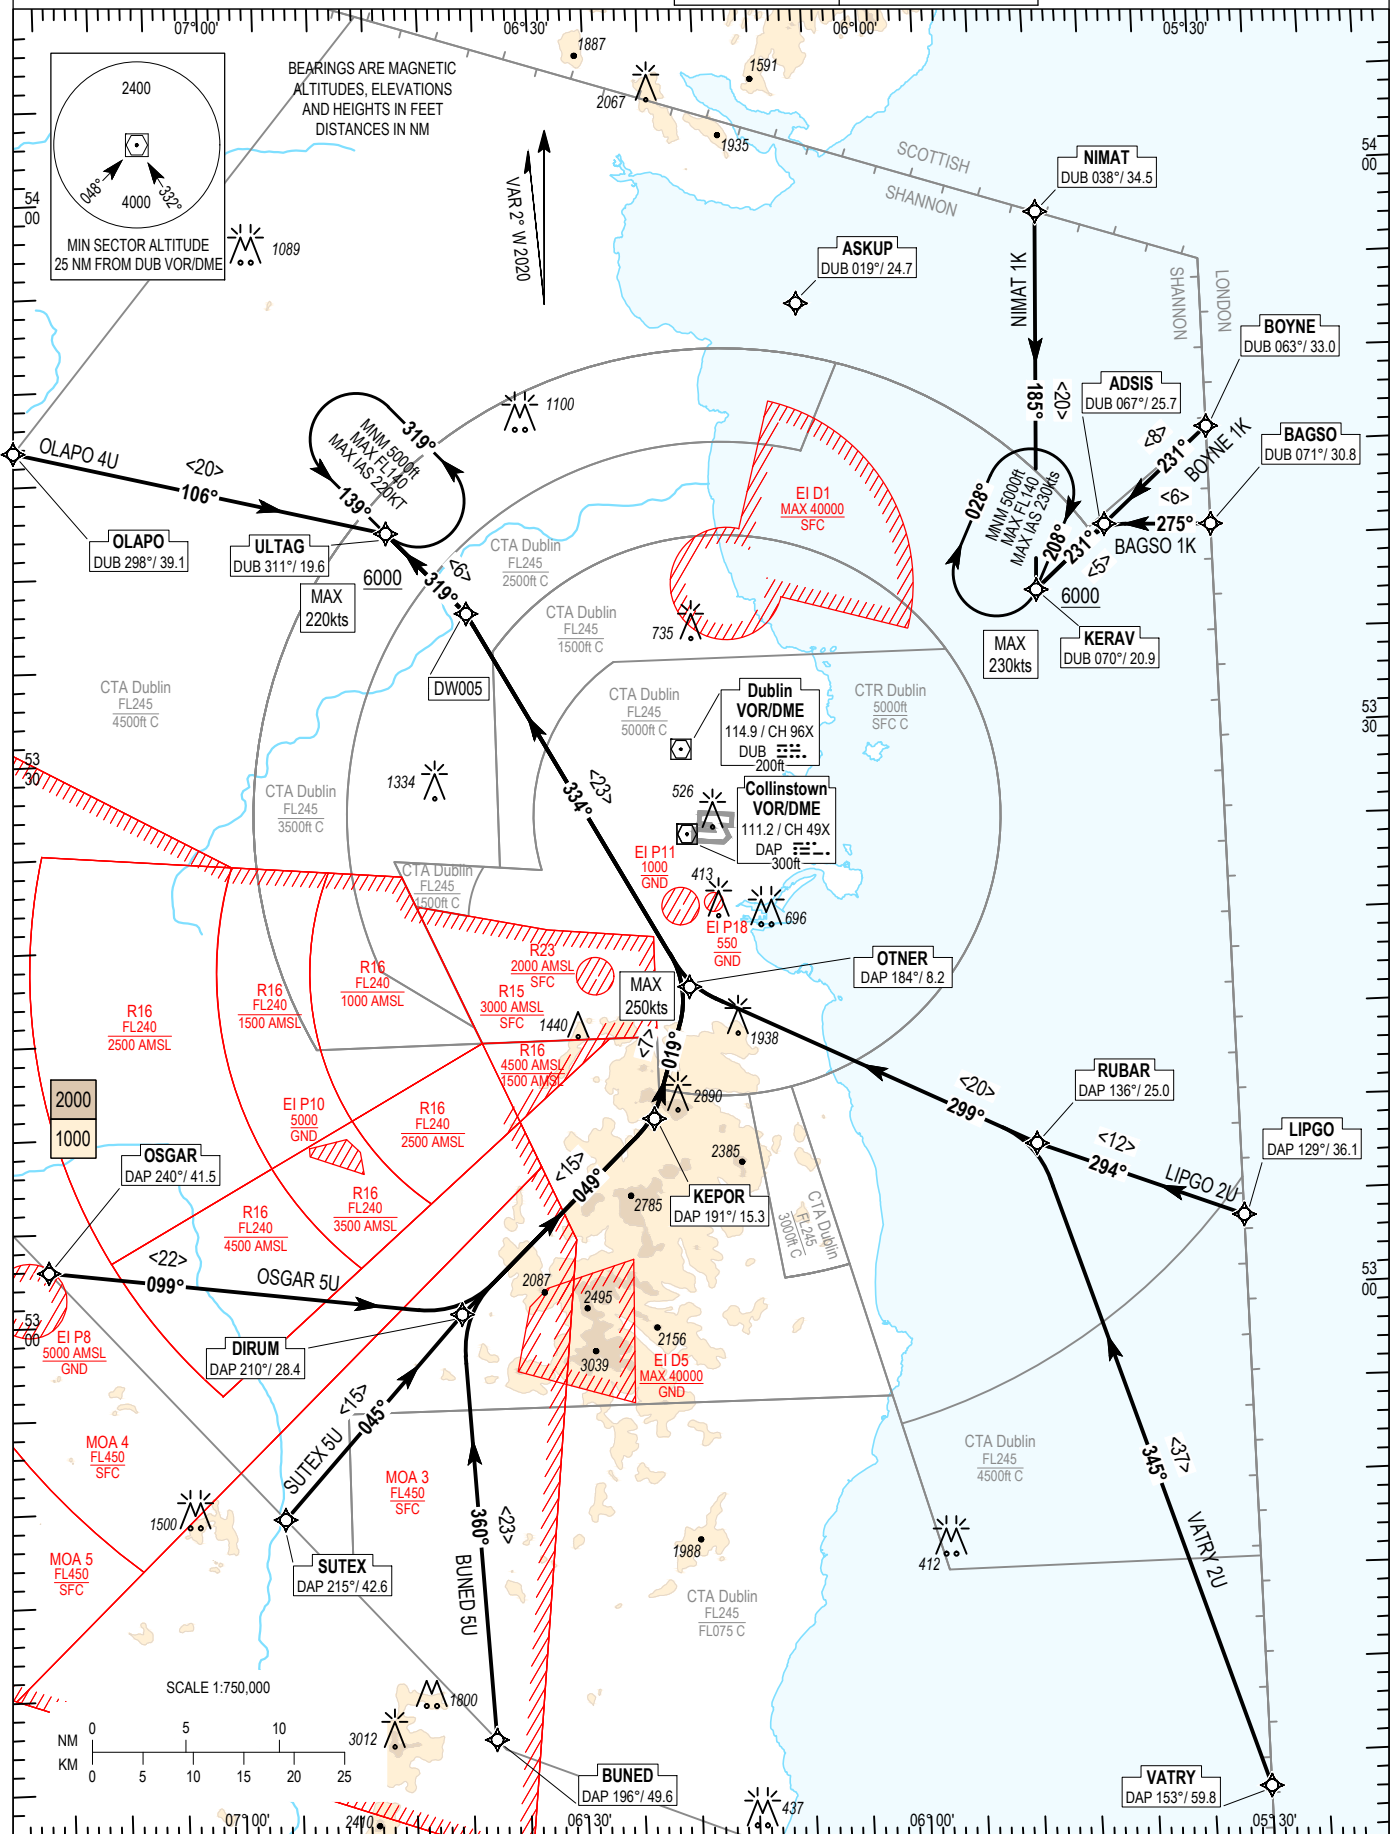 07°00'
06°30'
06°00'
05°30'
2400
048°
332°
4000
MIN SECTOR ALTITUDE
25 NM FROM DUB VOR/DME
BEARINGS ARE MAGNETIC
ALTITUDES, ELEVATIONS
AND HEIGHTS IN FEET
DISTANCES IN NM
VAR 2° W 2020
1887
2067
1591
1935
SCOTTISH
SHANNON
NIMAT
DUB 038°/ 34.5
54
00
54
00
1089
ASKUP
DUB 019°/ 24.7
NIMAT 1K
185°
<20>
SHANNON
LONDON
BOYNE
DUB 063°/ 33.0
ADSIS
DUB 067°/ 25.7
BAGSO
DUB 071°/ 30.8
<8>
231°
BOYNE 1K
<6>
275°
BAGSO 1K
231°
<5>
028°
MNM 5000ft
MAX FL 140
MAX IAS 230kts
208°
6000
KERAV
DUB 070°/ 20.9
MAX
230kts
OLAPO 4U
<20>
106°
OLAPO
DUB 298°/ 39.1
319°
MNM 5000ft
MAX FL140
MAX IAS 220KT
139°
1100
ULTAG
DUB 311°/ 19.6
6000
MAX
220kts
<6>
319°
DW005
CTA Dublin
FL245
2500ft C
CTA Dublin
FL245
1500ft C
EI D1
MAX 40000
SFC
735
CTA Dublin
FL245
4500ft C
CTA Dublin
FL245
5000ft C
CTR Dublin
5000ft
SFC C
Dublin
VOR/DME
114.9 / CH 96X
DUB
200ft
53
30
53
30
1334
CTA Dublin
FL245
3500ft C
<23>
334°
526
Collinstown
VOR/DME
111.2 / CH 49X
DAP
300ft
EI P11
1000
GND
413
696
EI P18
550
GND
CTA Dublin
FL245
1500ft C
OTNER
DAP 184°/ 8.2
R23
2000 AMSL
SFC
R15
3000 AMSL
SFC
MAX
250kts
R16
FL240
1000 AMSL
R16
FL240
1500 AMSL
R16
FL240
2500 AMSL
1440
<7>
019°
1938
R16
4500 AMSL
1500 AMSL
2890
RUBAR
DAP 136°/ 25.0
<20>
299°
<12>
294°
LIPGO 2U
LIPGO
DAP 129°/ 36.1
2000
1000
EI P10
5000
GND
R16
FL240
2500 AMSL
OSGAR
DAP 240°/ 41.5
<15>
049°
2385
2785
KEPOR
DAP 191°/ 15.3
R16
FL240
3500 AMSL
R16
FL240
4500 AMSL
CTA Dublin
FL245
3000ft C
<22>
099°
OSGAR 5U
2087
2495
2156
3039
EI D5
MAX 40000
GND
53
00
53
00
EI P8
5000 AMSL
GND
DIRUM
DAP 210°/ 28.4
<15>
045°
SUTEX 5U
MOA 4
FL450
SFC
MOA 3
FL450
SFC
1500
MOA 5
FL450
SFC
SUTEX
DAP 215°/ 42.6
360°
<23>
BUNED 5U
1988
CTA Dublin
FL245
4500ft C
412
CTA Dublin
FL245
FL075 C
345°
<37>
VATRY 2U
SCALE 1:750,000
NM
0
5
10
KM
0
5
10
15
20
25
1800
3012
BUNED
DAP 196°/ 49.6
437
VATRY
DAP 153°/ 59.8
2410
07°00'
06°30'
06°00'
05°30'